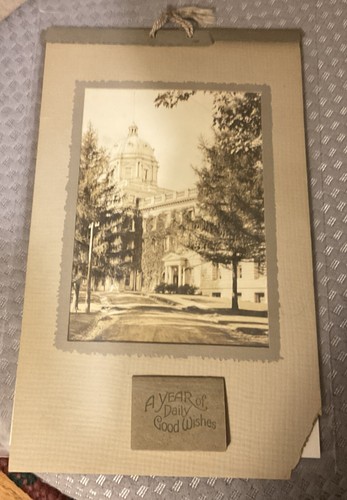 A YEAR of
Daily
Good Wishes